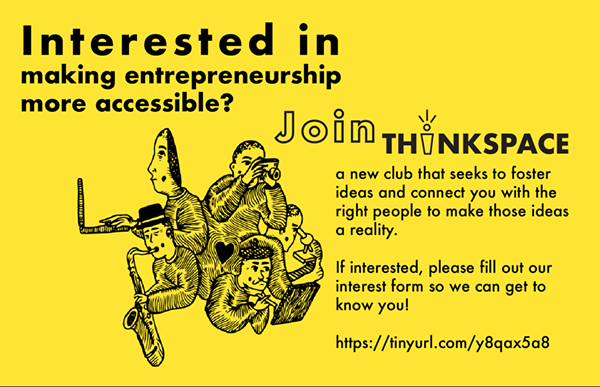 Interested in
making entrepreneurship
more accessible?
Join THINKSPACE
a new club that seeks to foster
ideas and connect you with the
right people to make those ideas
a reality.
If interested, please fill out our
interest form so we can get to
know you!
https://tinyurl.com/y8qax5a8